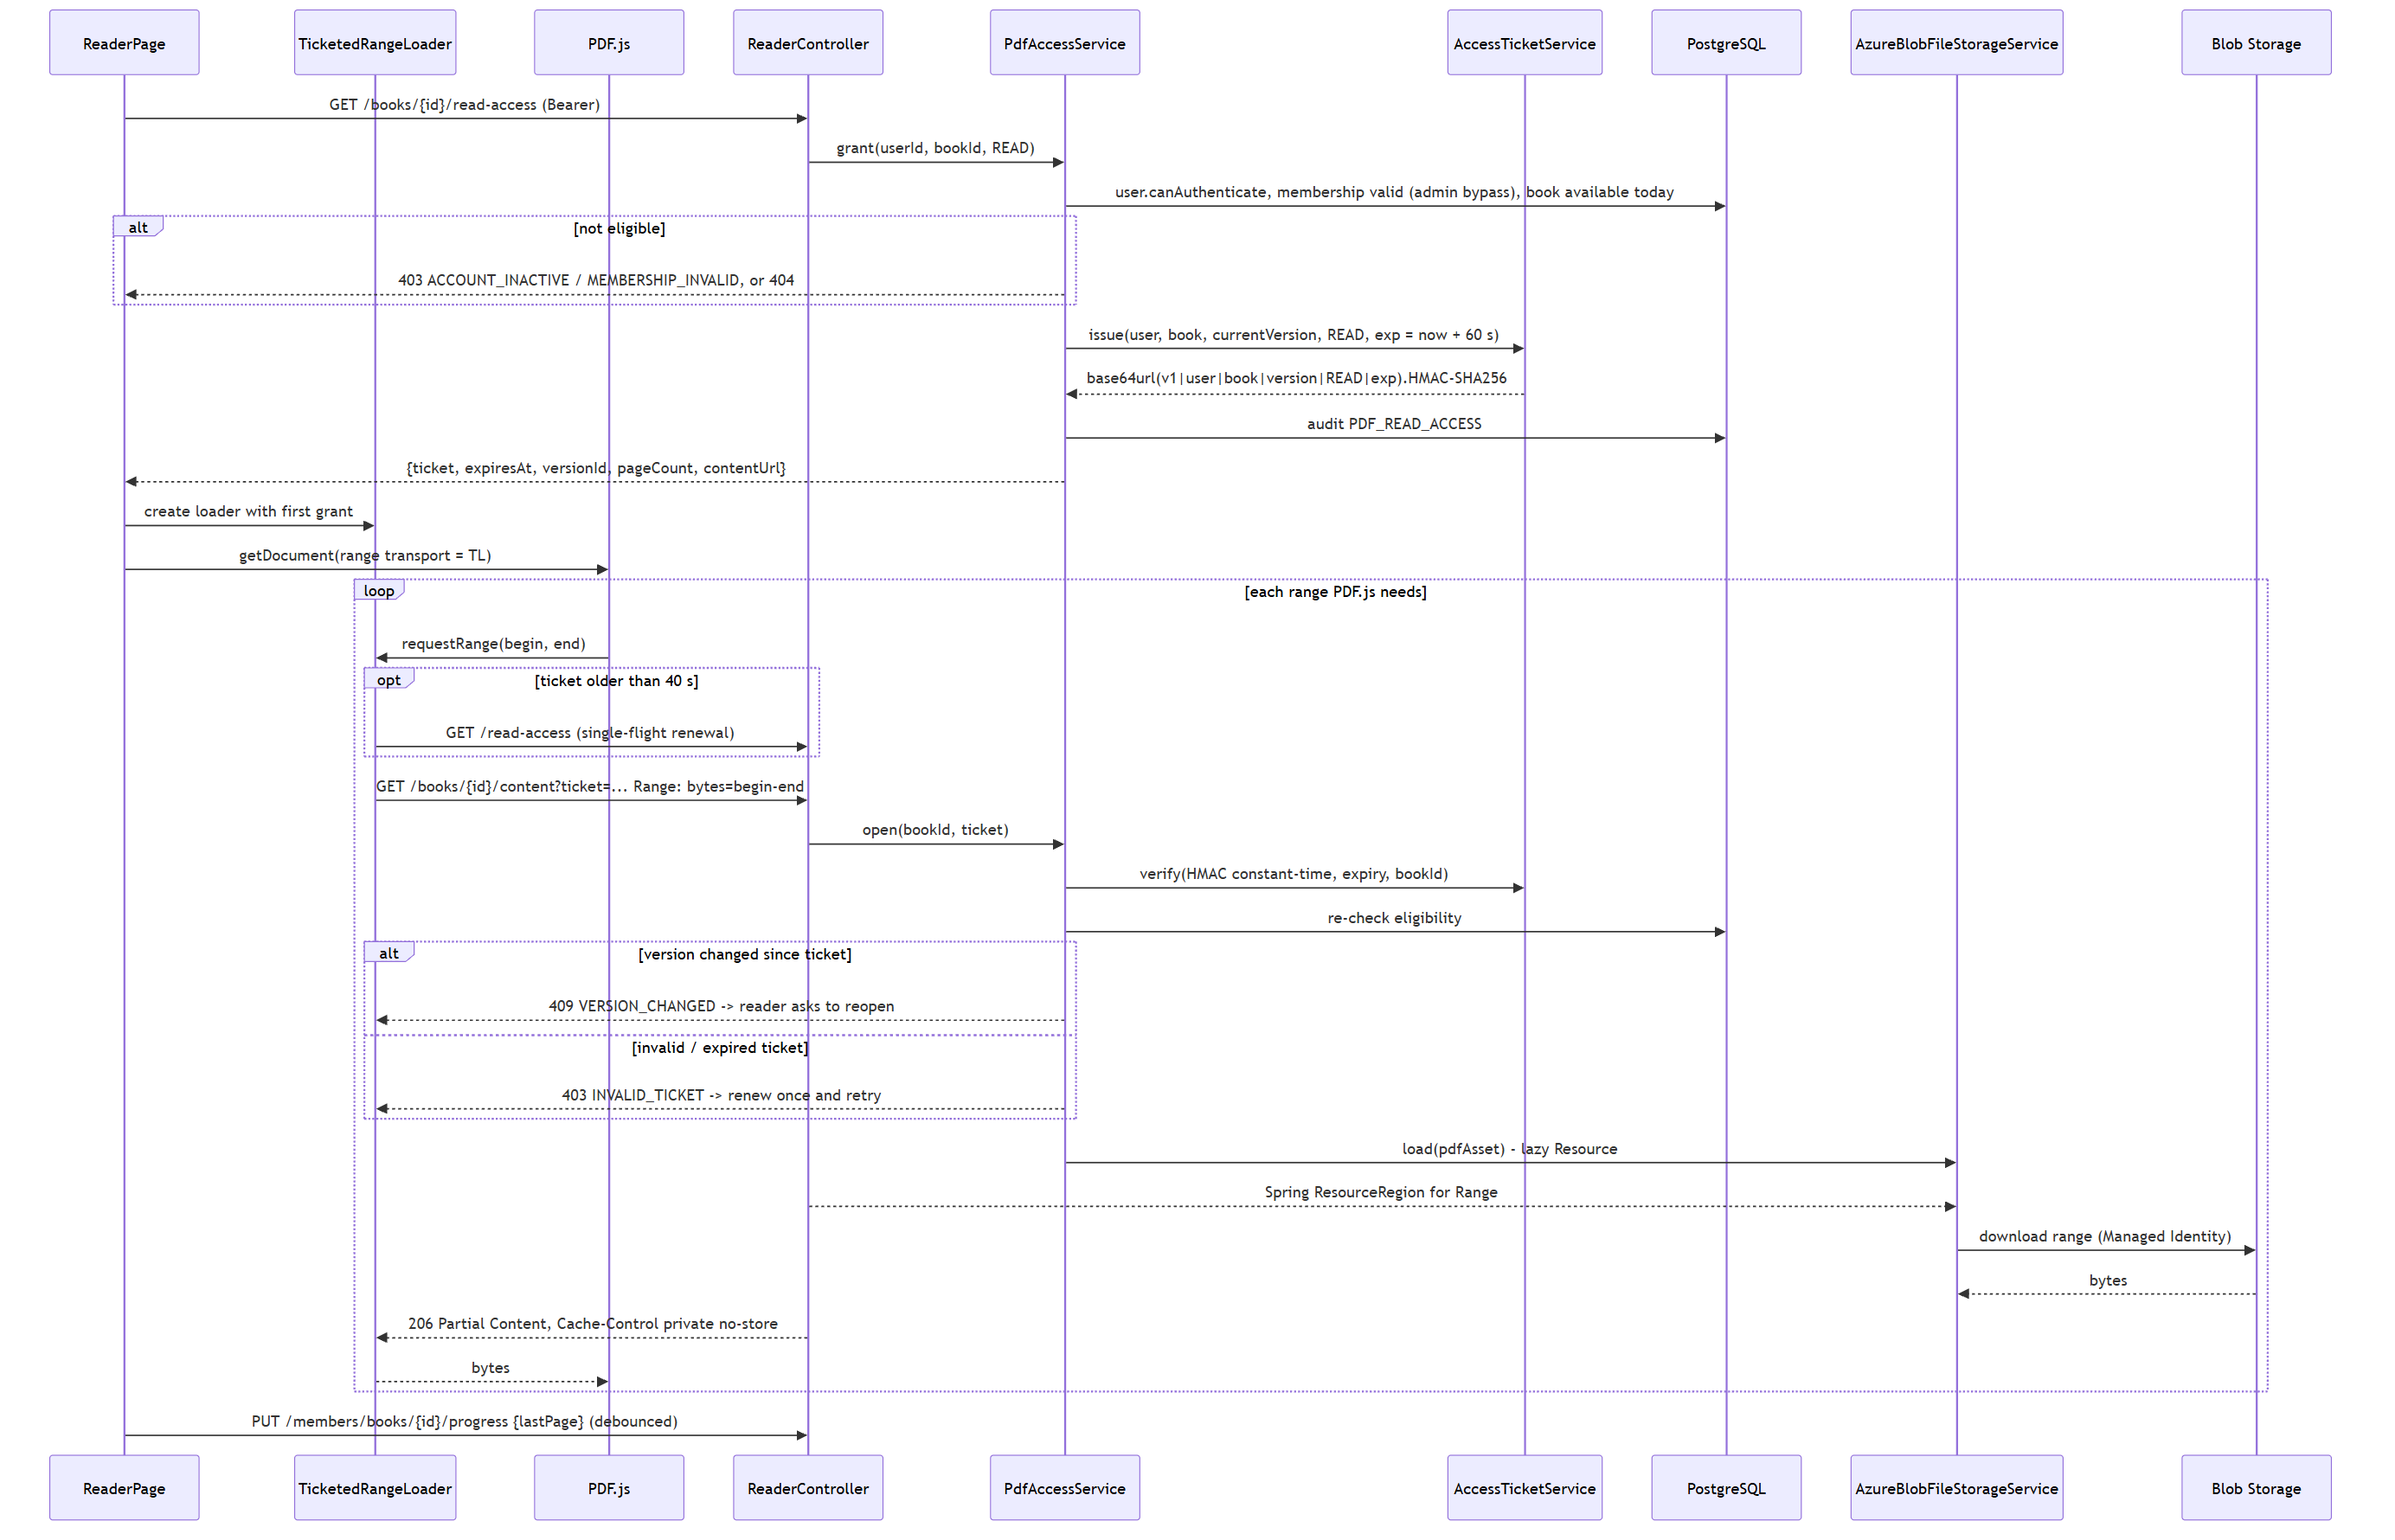 ReaderPage
TicketedRangeLoader
PDF.js
ReaderController
PdfAccessService
AccessTicketService
PostgreSQL
AzureBlobFileStorageService
Blob Storage
GET /books/{id}/read-access (Bearer)
grant(userId, bookId, READ)
user.canAuthenticate, membership valid (admin bypass), book available today
alt
[not eligible]
403 ACCOUNT_INACTIVE / MEMBERSHIP_INVALID, or 404
issue(user, book, currentVersion, READ, exp = now + 60 s)
base64url(v1|user|book|version|READ|exp).HMAC-SHA256
audit PDF_READ_ACCESS
{ticket, expiresAt, versionId, pageCount, contentUrl}
create loader with first grant
getDocument(range transport = TL)
loop
[each range PDF.js needs]
requestRange(begin, end)
opt
[ticket older than 40 s]
GET /read-access (single-flight renewal)
GET /books/{id}/content?ticket=... Range: bytes=begin-end
open(bookId, ticket)
verify(HMAC constant-time, expiry, bookId)
re-check eligibility
alt
[version changed since ticket]
409 VERSION_CHANGED -> reader asks to reopen
[invalid / expired ticket]
403 INVALID_TICKET -> renew once and retry
load(pdfAsset) - lazy Resource
Spring ResourceRegion for Range
download range (Managed Identity)
bytes
206 Partial Content, Cache-Control private no-store
bytes
PUT /members/books/{id}/progress {lastPage} (debounced)
ReaderPage
TicketedRangeLoader
PDF.js
ReaderController
PdfAccessService
AccessTicketService
PostgreSQL
AzureBlobFileStorageService
Blob Storage